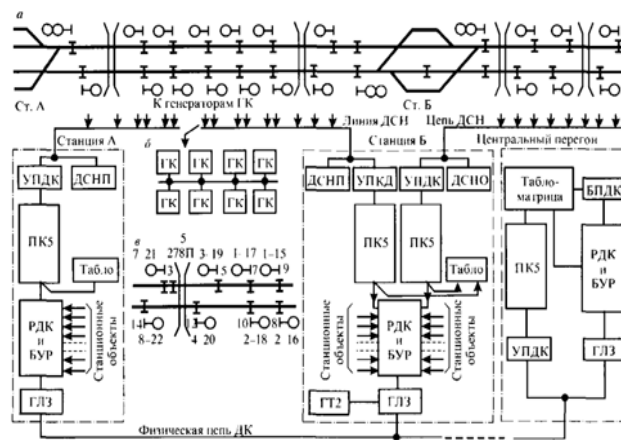 а
Ст. А
К генераторам ГК
Линия ДСН
Ст. Б
Цепь ДСН
Станция А
б
Станция Б
Центральный перегон
УПДК
ДСНП
ГК
ГК
ГК
ГК
ГК
ГК
ГК
ГК
ДСНП
УПКД
УПДК
ДСНО
Табло-
матрица
БПДК
ПК5
Табло
в
5
7 21
278П
3- 19
1- 17
1-15
3
5
7
9
14
13
10
8
8-22
4 20
2-18
2 16
ПК5
ПК5
Табло
ПК5
РДК
и
БУР
РДК
и
БУР
Станционные
объекты
РДК
и
БУР
Станционные
объекты
Станционные
объекты
УПДК
ГЛЗ
ГЛЗ
ГТ2
ГЛЗ
Физическая цепь ДК